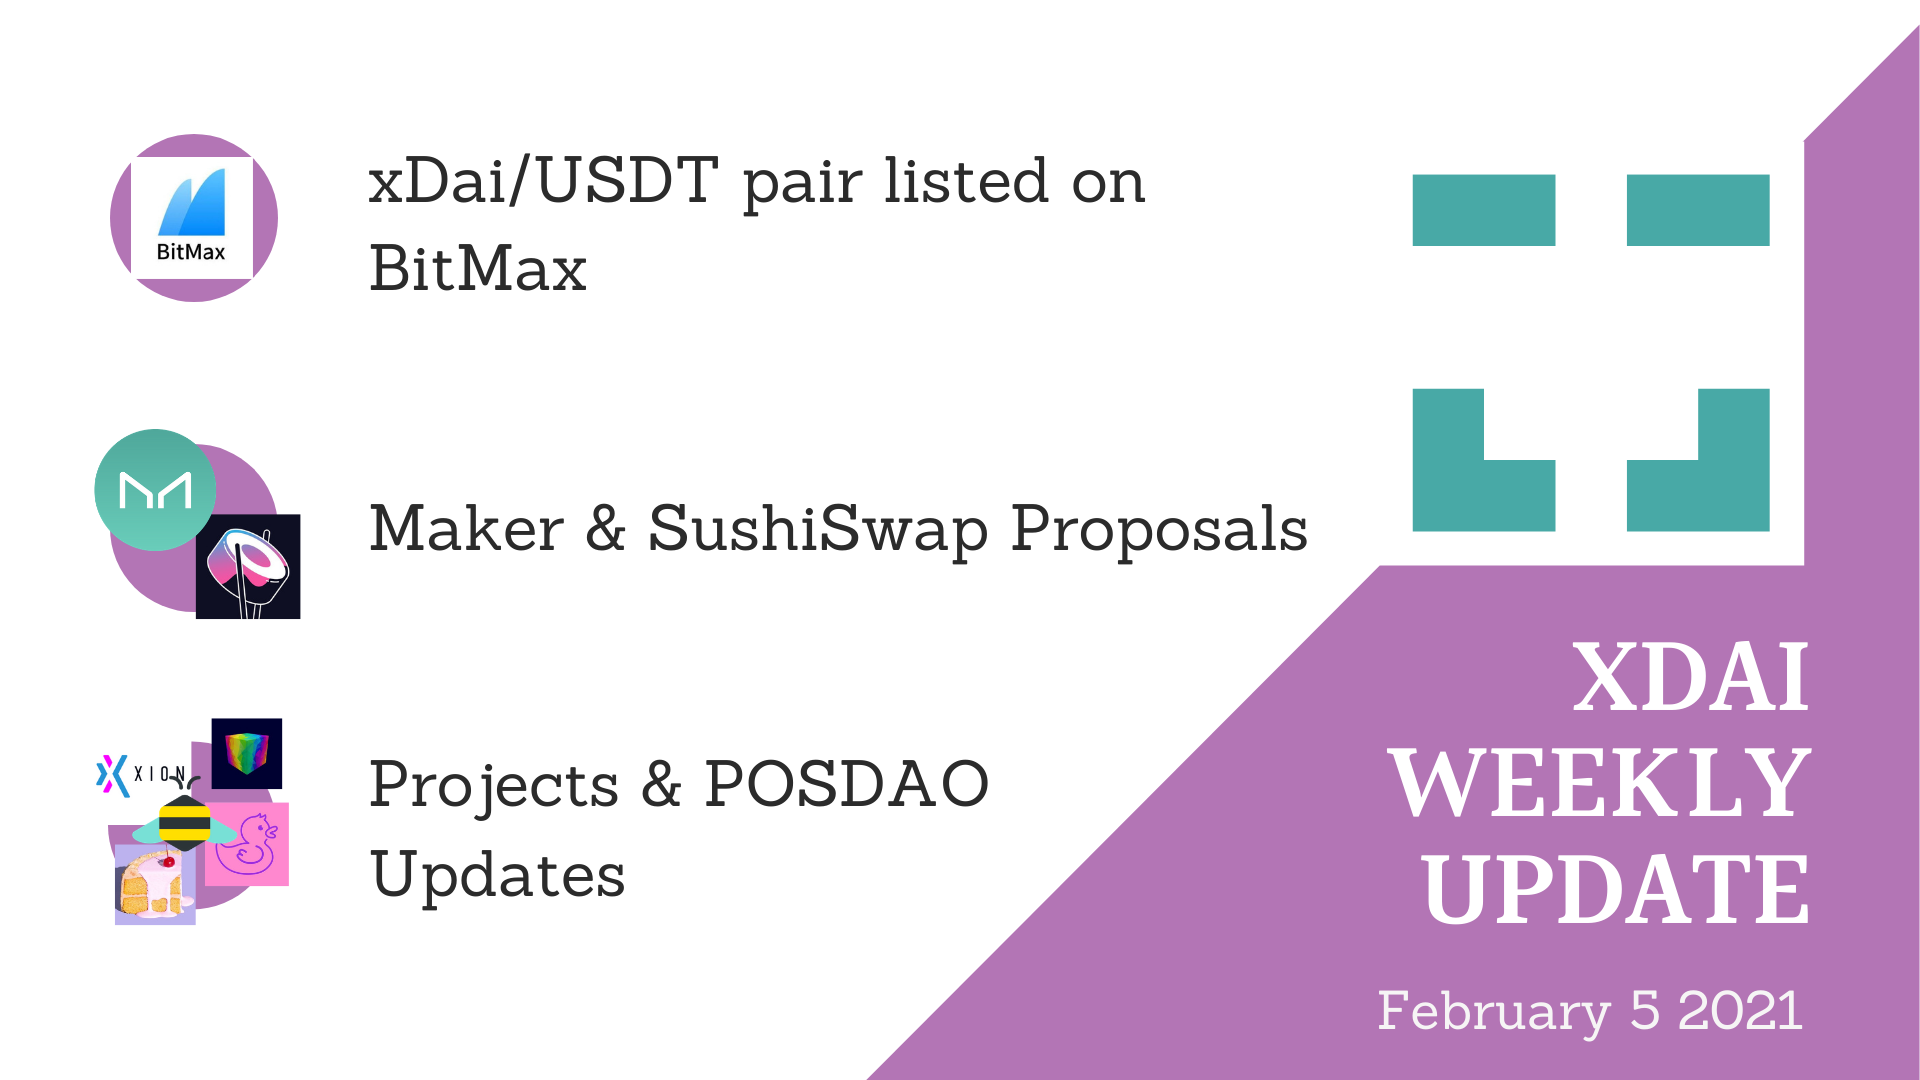 BitMax
xDai/USDT pair listed on
BitMax
Maker & SushiSwap Proposals
XION
Projects & POSDAO
Updates
XDAI
WEEKLY
UPDATE
February 5 2021